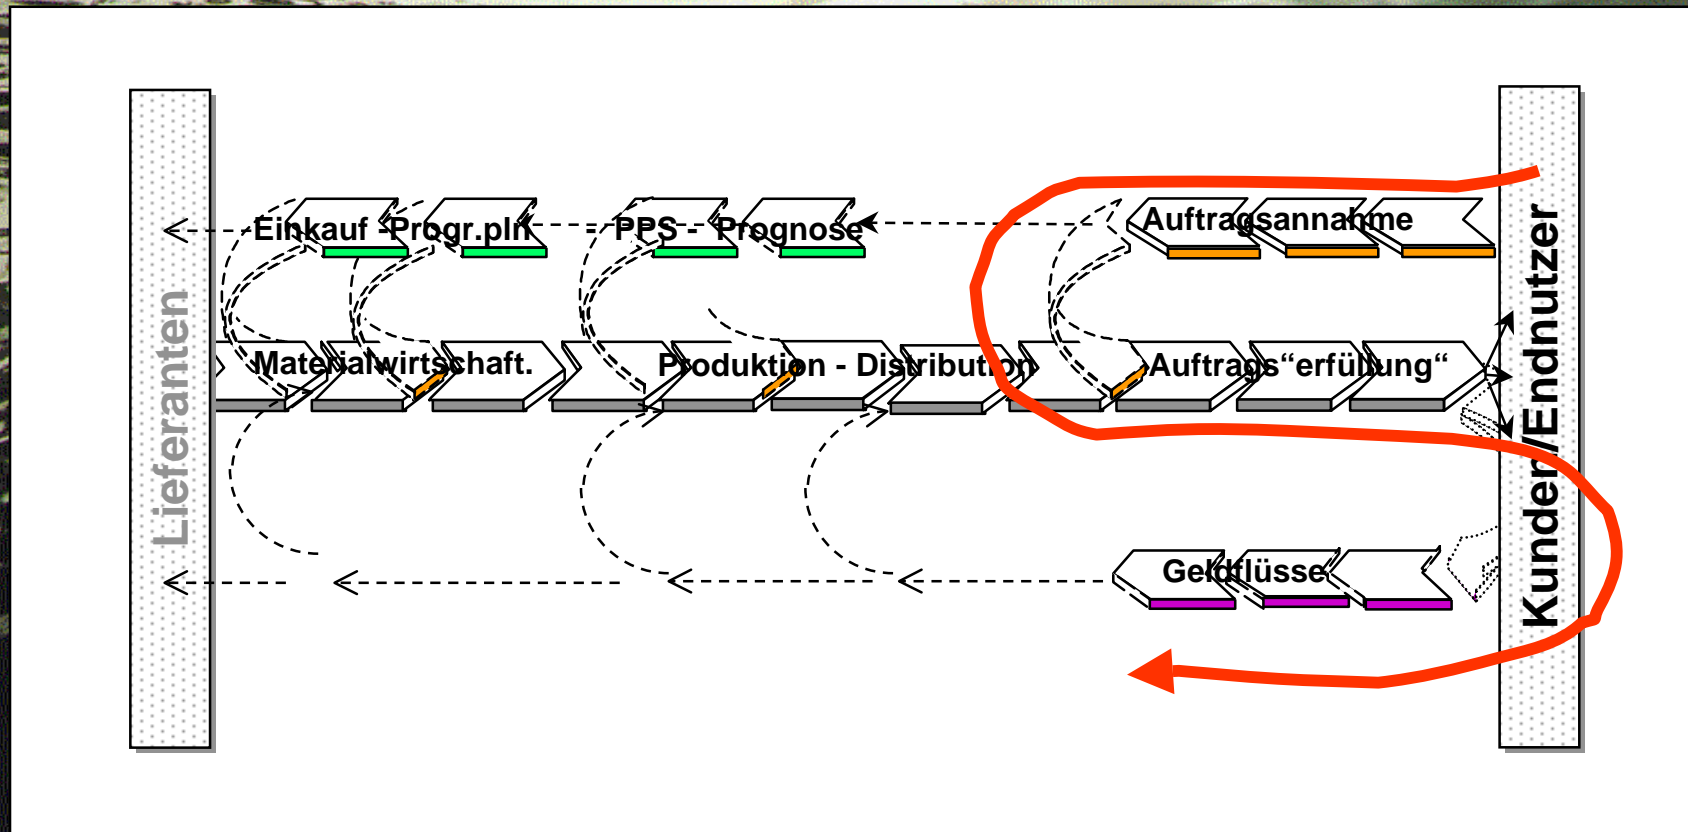 Lieferanten
Einkauf -Progr.pln - PPS - Prognose
Auftragsannahme
Materialwirtschaft.
Produktion - Distribution
Auftrags“erfüllung“
Geldflüsse
Kunden/Endnutzer